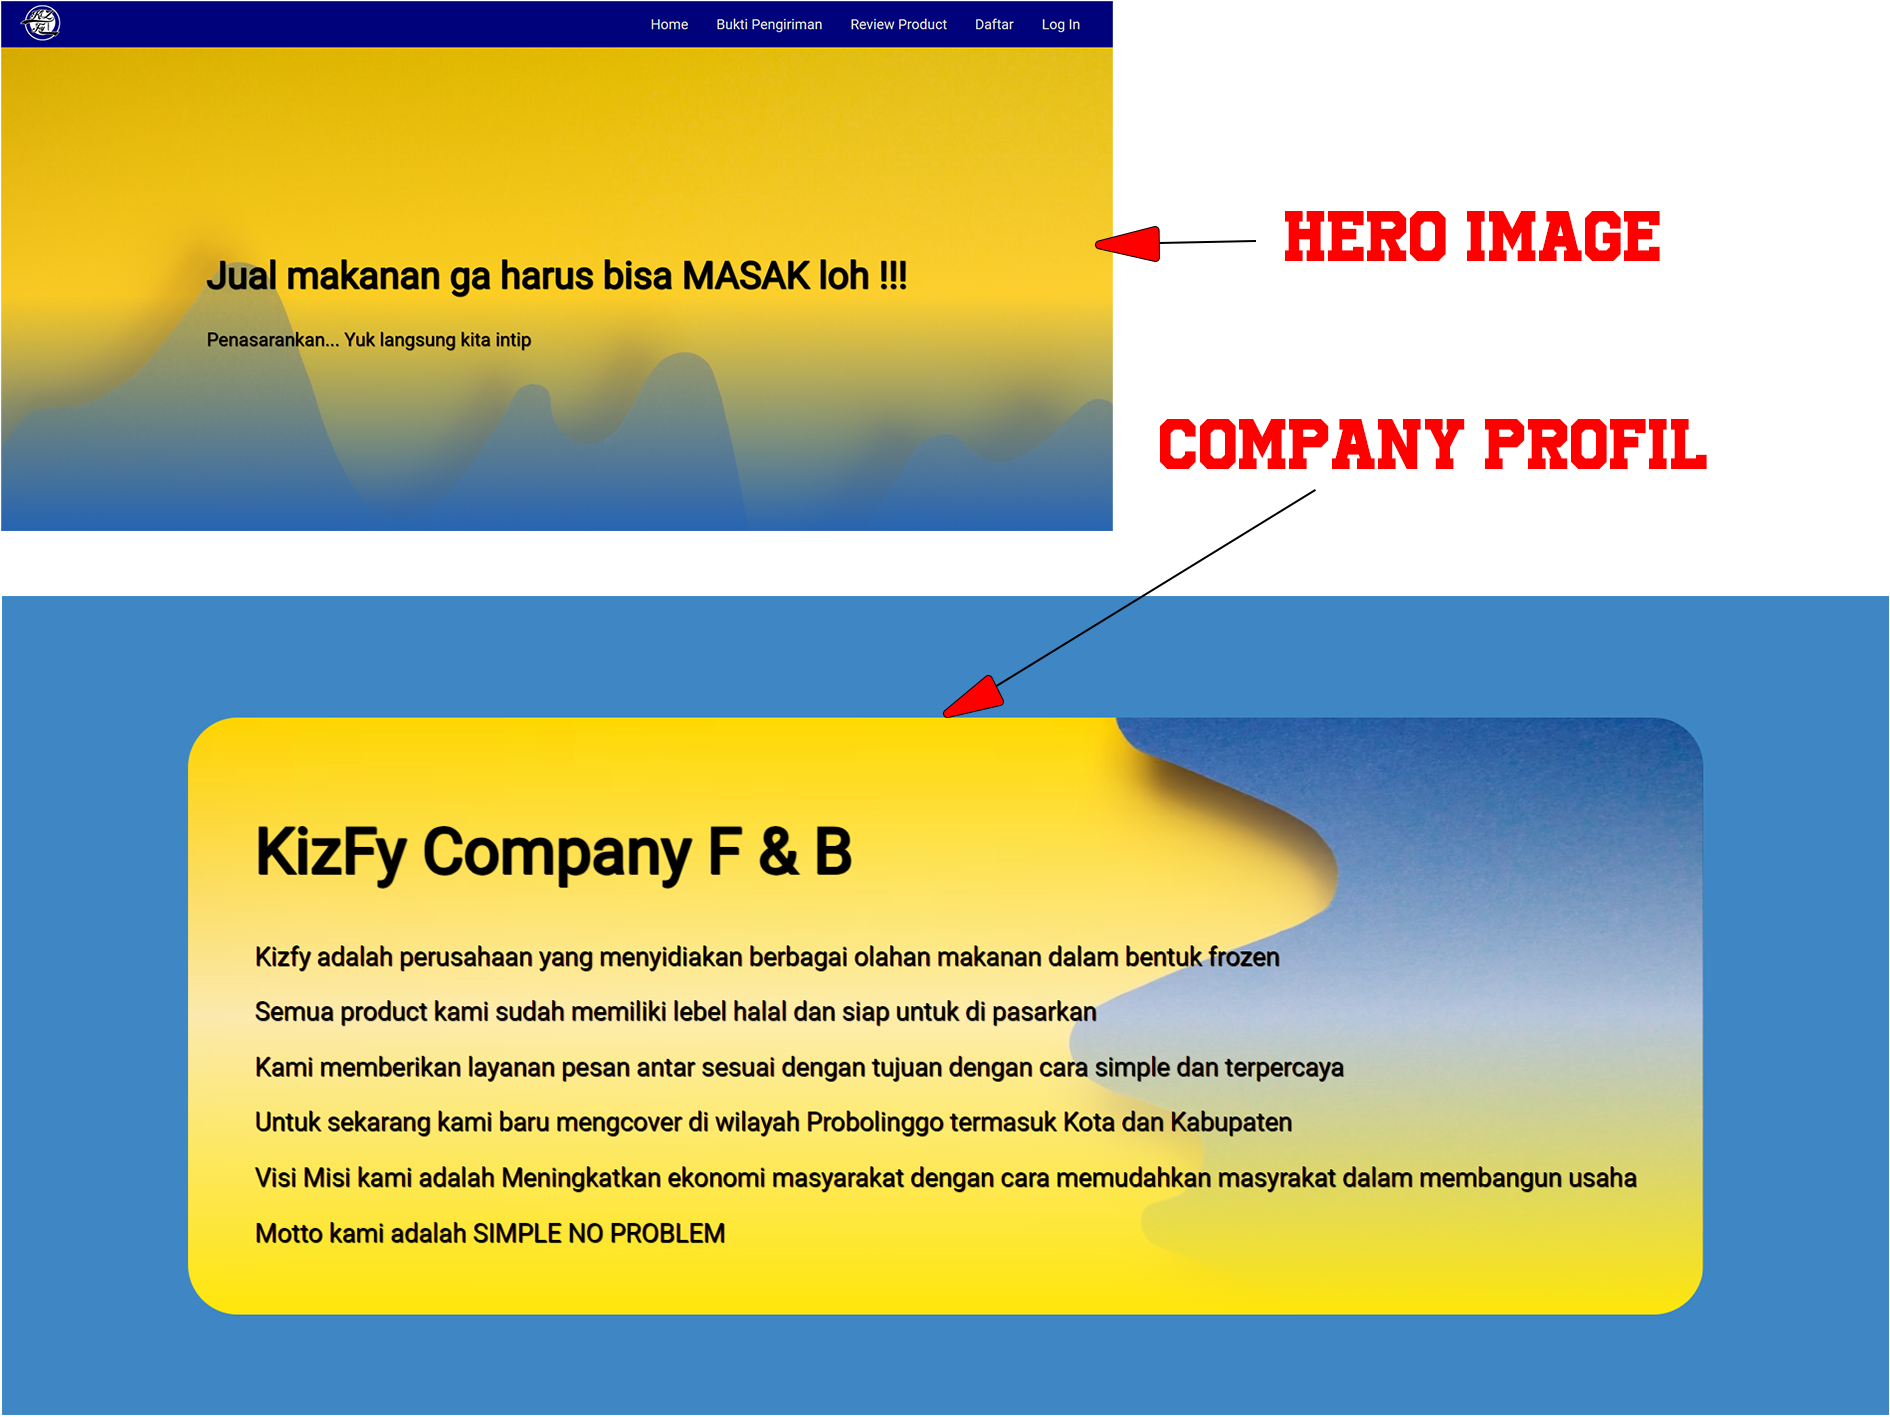 Home Bukti Pengiriman Review Product Daftar Log In
Jual makanan ga harus bisa MASAK loh !!!
Penasarankan... Yuk langsung kita intip
HERO IMAGE
COMPANY PROFIL
KizFy Company F & B
Kizfy adalah perusahaan yang menyidiakan berbagai olahan makanan dalam bentuk frozen
Semua product kami sudah memiliki lebel halal dan siap untuk di pasarkan
Kami memberikan layanan pesan antar sesuai dengan tujuan dengan cara simple dan terpercaya
Untuk sekarang kami baru mengcover di wilayah Probolinggo termasuk Kota dan Kabupaten
Visi Misi kami adalah Meningkatkan ekonomi masyarakat dengan cara memudahkan masyrakat dalam membangun usaha
Motto kami adalah SIMPLE NO PROBLEM